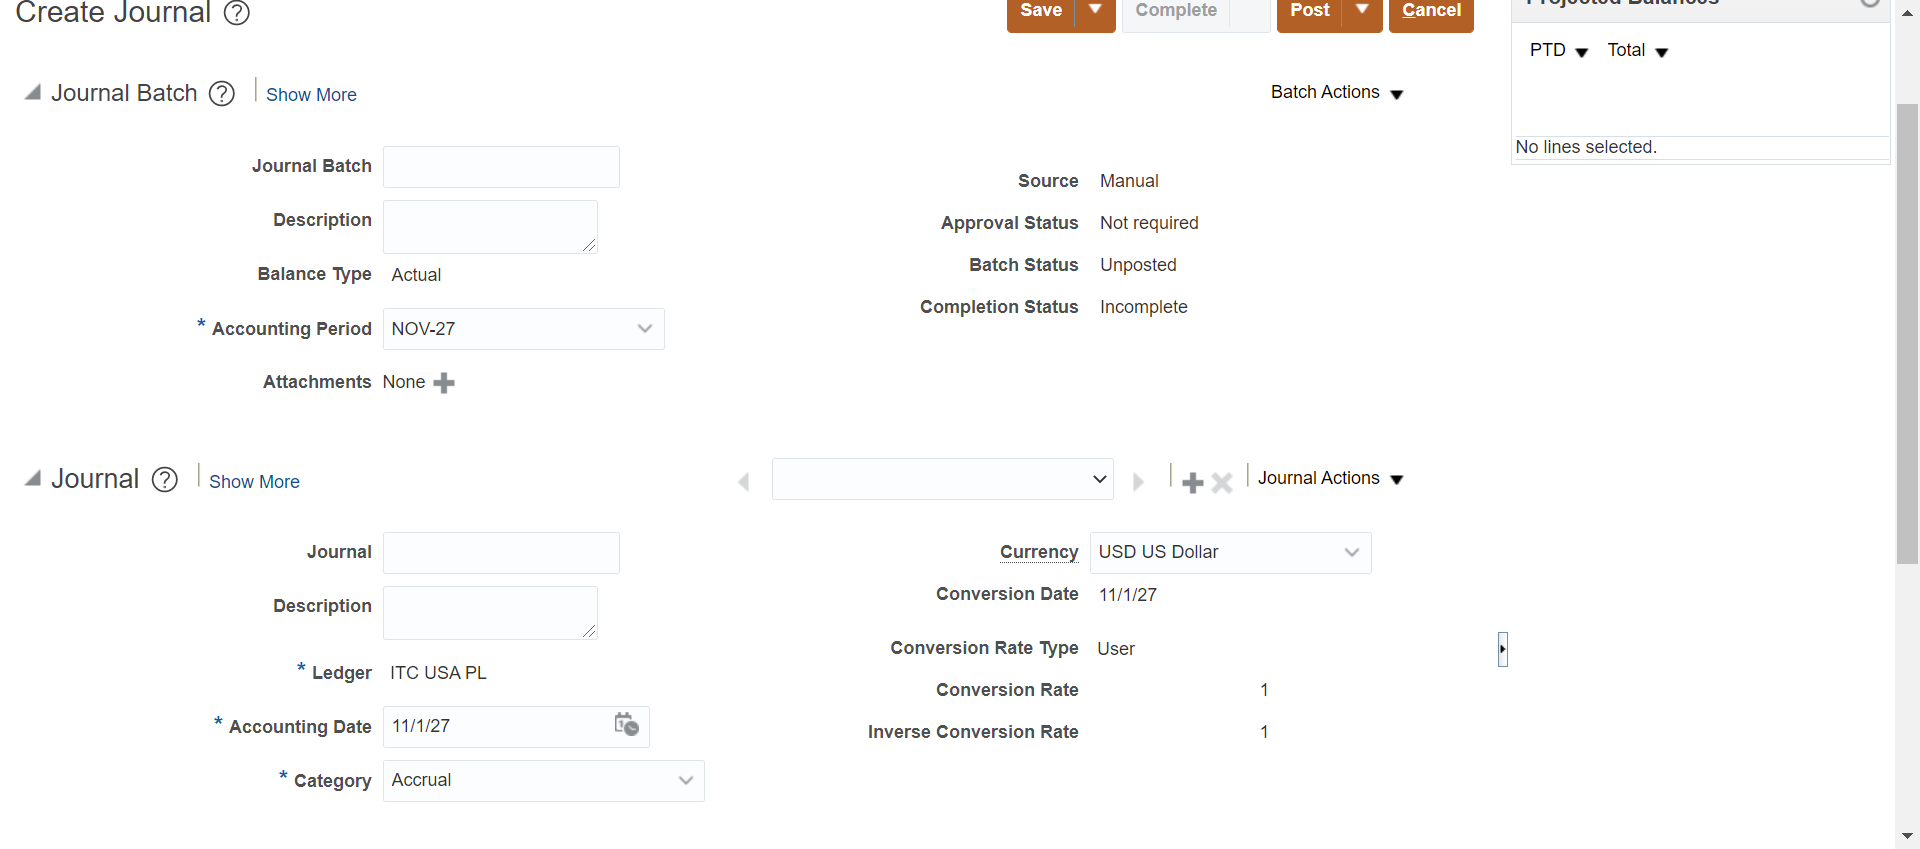 Create Journal ?
Save Complete Post Cancel
Projected Balances
PTD Total
No lines selected.
Journal Batch ? Show More
Batch Actions
Journal Batch
Description
Balance Type Actual
* Accounting Period NOV-27
Attachments None
Source Manual
Approval Status Not required
Batch Status Unposted
Completion Status Incomplete
Journal ? Show More
Journal Actions
Journal
Description
* Ledger ITC USA PL
* Accounting Date 11/1/27
* Category Accrual
Currency USD US Dollar
Conversion Date 11/1/27
Conversion Rate Type User
Conversion Rate 1
Inverse Conversion Rate 1